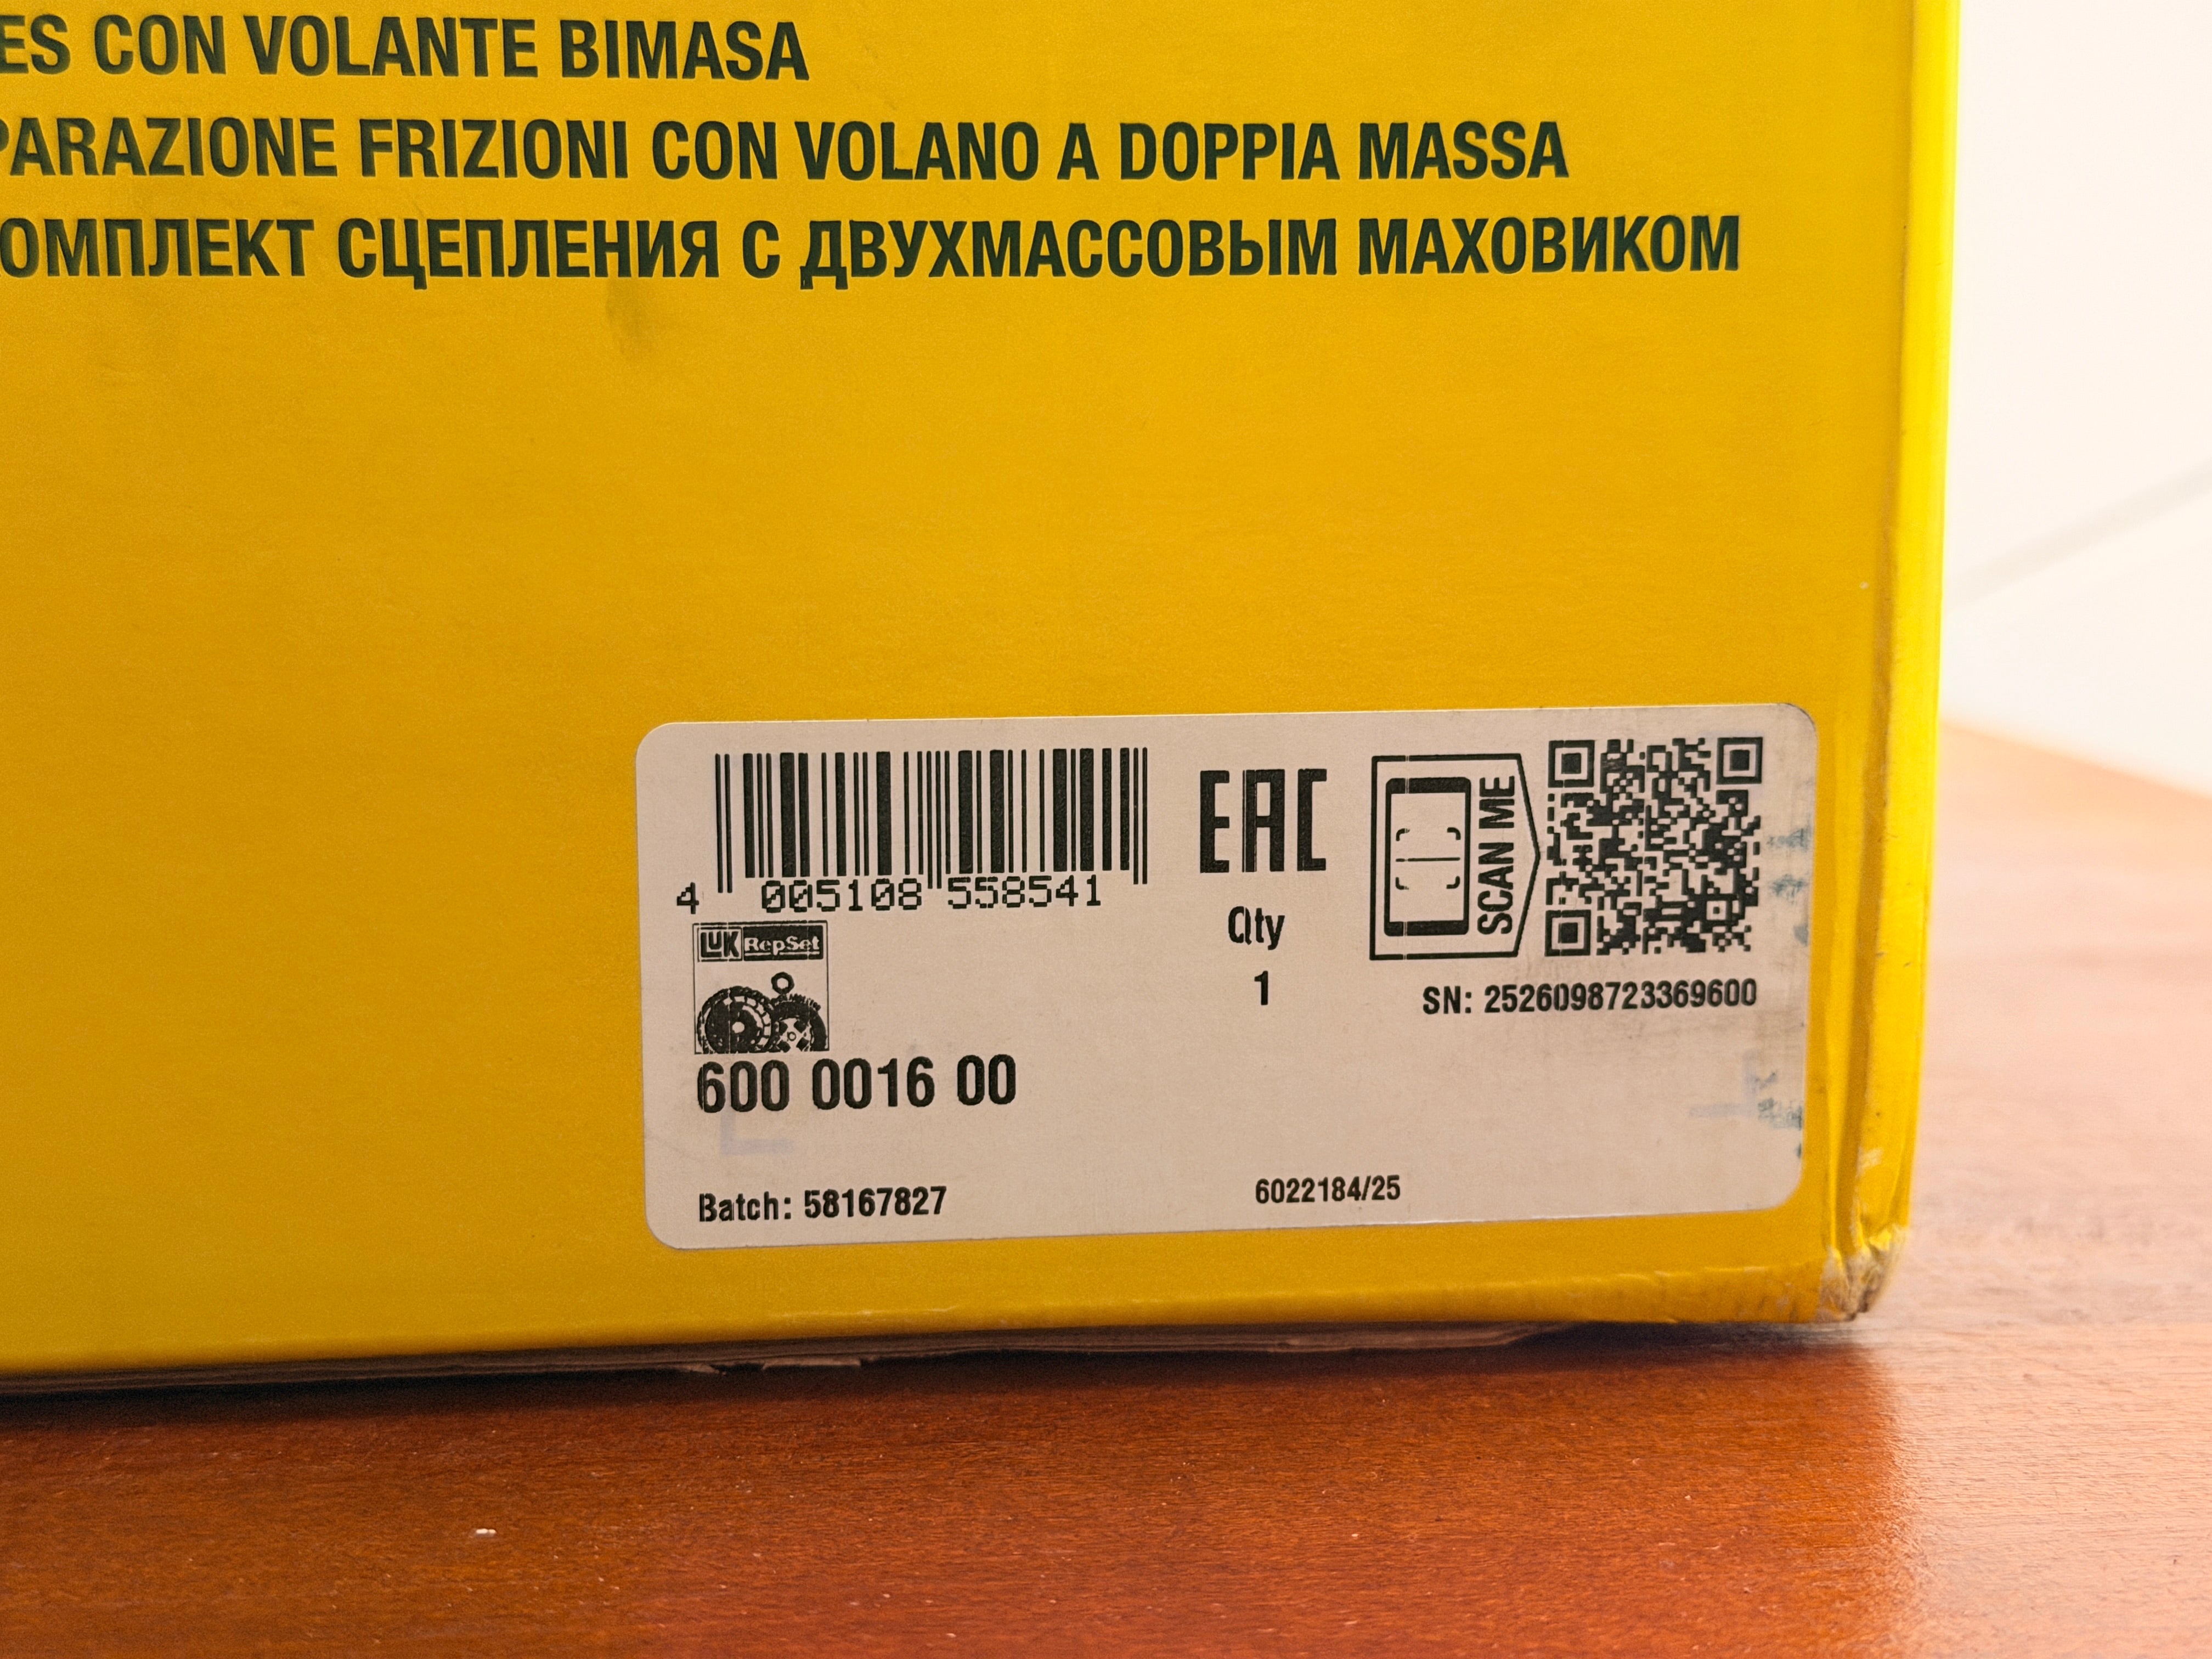 ES CON VOLANTE BIMASA
PARAZIONE FRIZIONI CON VOLANO A DOPPIA MASSA
ОМПЛЕКТ СЦЕПЛЕНИЯ С ДВУХМАССОВЫМ МАХОВИКОМ
4 005108 558541
EAC
SCAN ME
LUK RepSet
Qty
1
SN: 2526098723369600
600 0016 00
Batch: 58167827
6022184/25